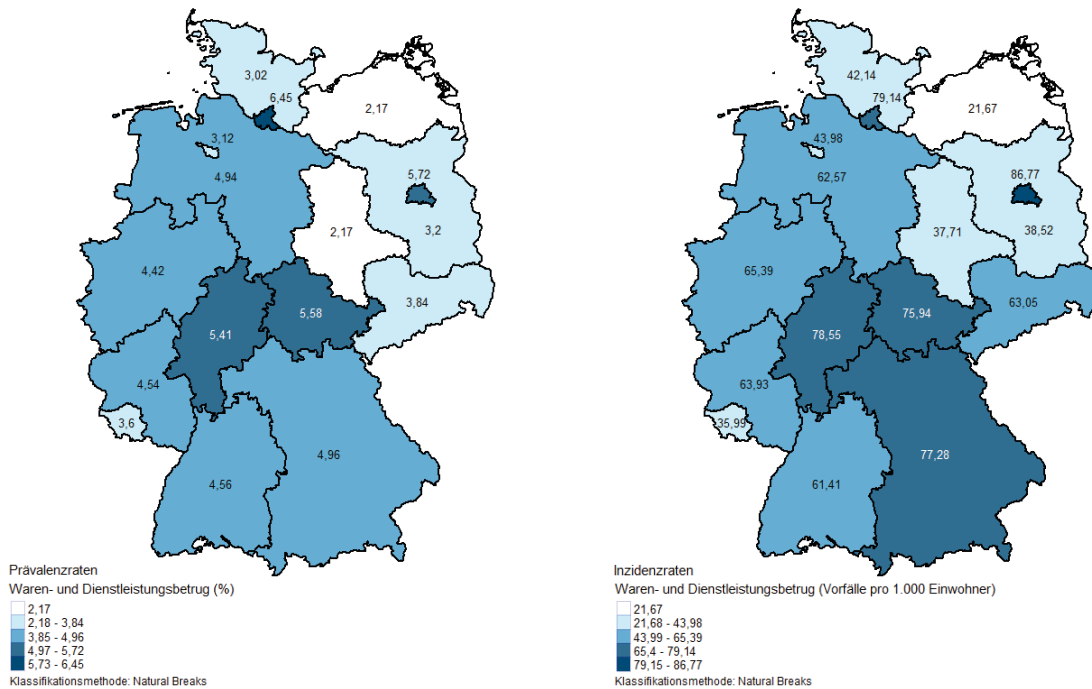 3,02
6,45
2,17
3,12
4,94
5,72
3,2
2,17
4,42
5,41
5,58
3,84
4,54
3,6
4,56
4,96
Prävalenzraten
Waren- und Dienstleistungsbetrug (%)
2,17
2,18 - 3,84
3,85 - 4,96
4,97 - 5,72
5,73 - 6,45
Klassifikationsmethode: Natural Breaks
42,14
79,14
21,67
43,98
62,57
86,77
38,52
37,71
65,39
78,55
75,94
63,05
63,93
35,99
61,41
77,28
Inzidenzraten
Waren- und Dienstleistungsbetrug (Vorfälle pro 1.000 Einwohner)
21,67
21,68 - 43,98
43,99 - 65,39
65,4 - 79,14
79,15 - 86,77
Klassifikationsmethode: Natural Breaks